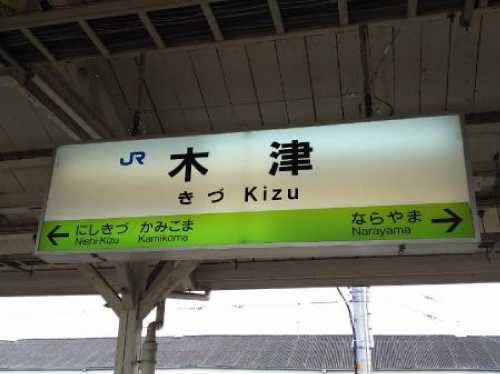 JR 木津
きづ Kizu
← にしきづ かみこま ならやま →
Nishi-Kizu Kamikoma Narayama